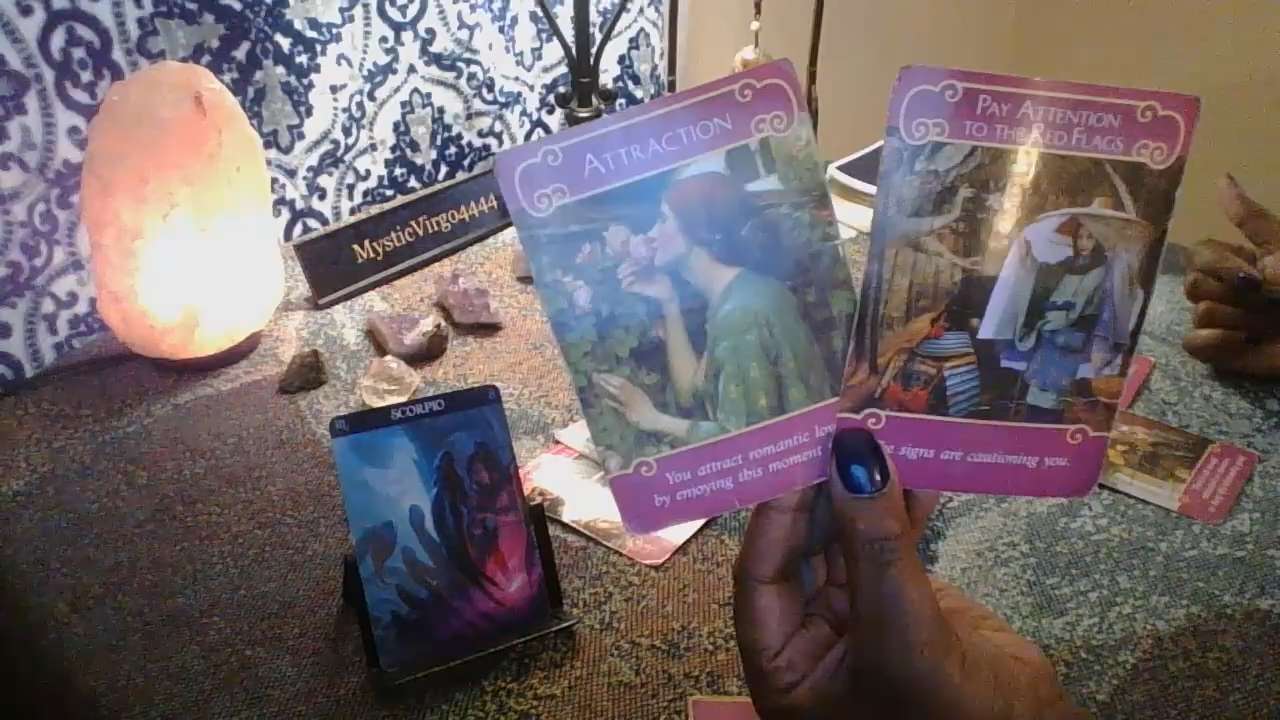 MysticVirgo4444
ATTRACTION
You attract romantic
by enjoying this moment
PAY ATTENTION
TO THE RED FLAGS
signs are cautioning you.
SCORPIO